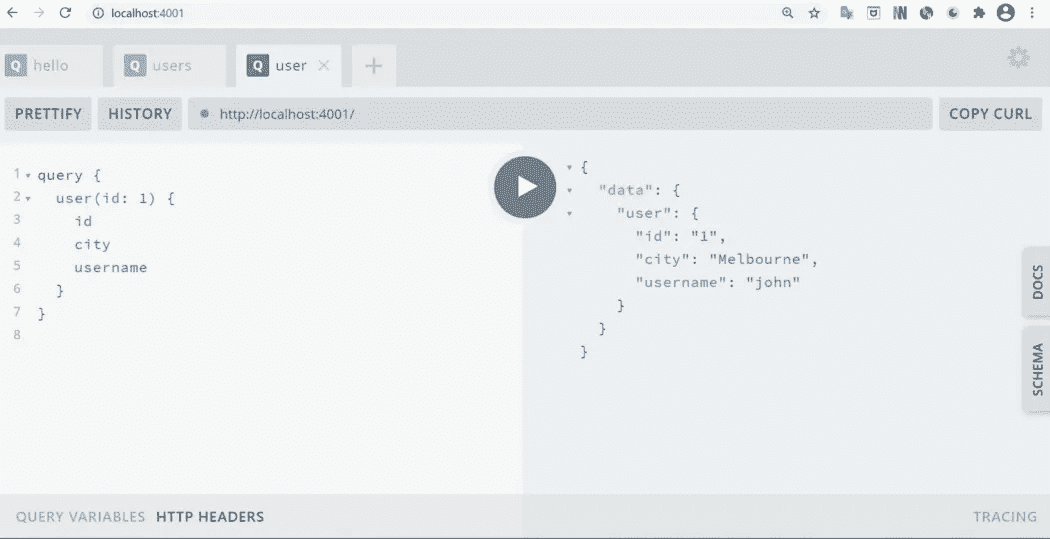 localhost:4001
Q hello Q users Q user × +
PRETTIFY HISTORY http://localhost:4001/ COPY CURL
1 query {
2 user(id: 1) {
3 id
4 city
5 username
6 }
7 }
8
{
"data": {
"user": {
"id": "1",
"city": "Melbourne",
"username": "john"
}
}
}
DOCS
SCHEMA
QUERY VARIABLES HTTP HEADERS TRACING